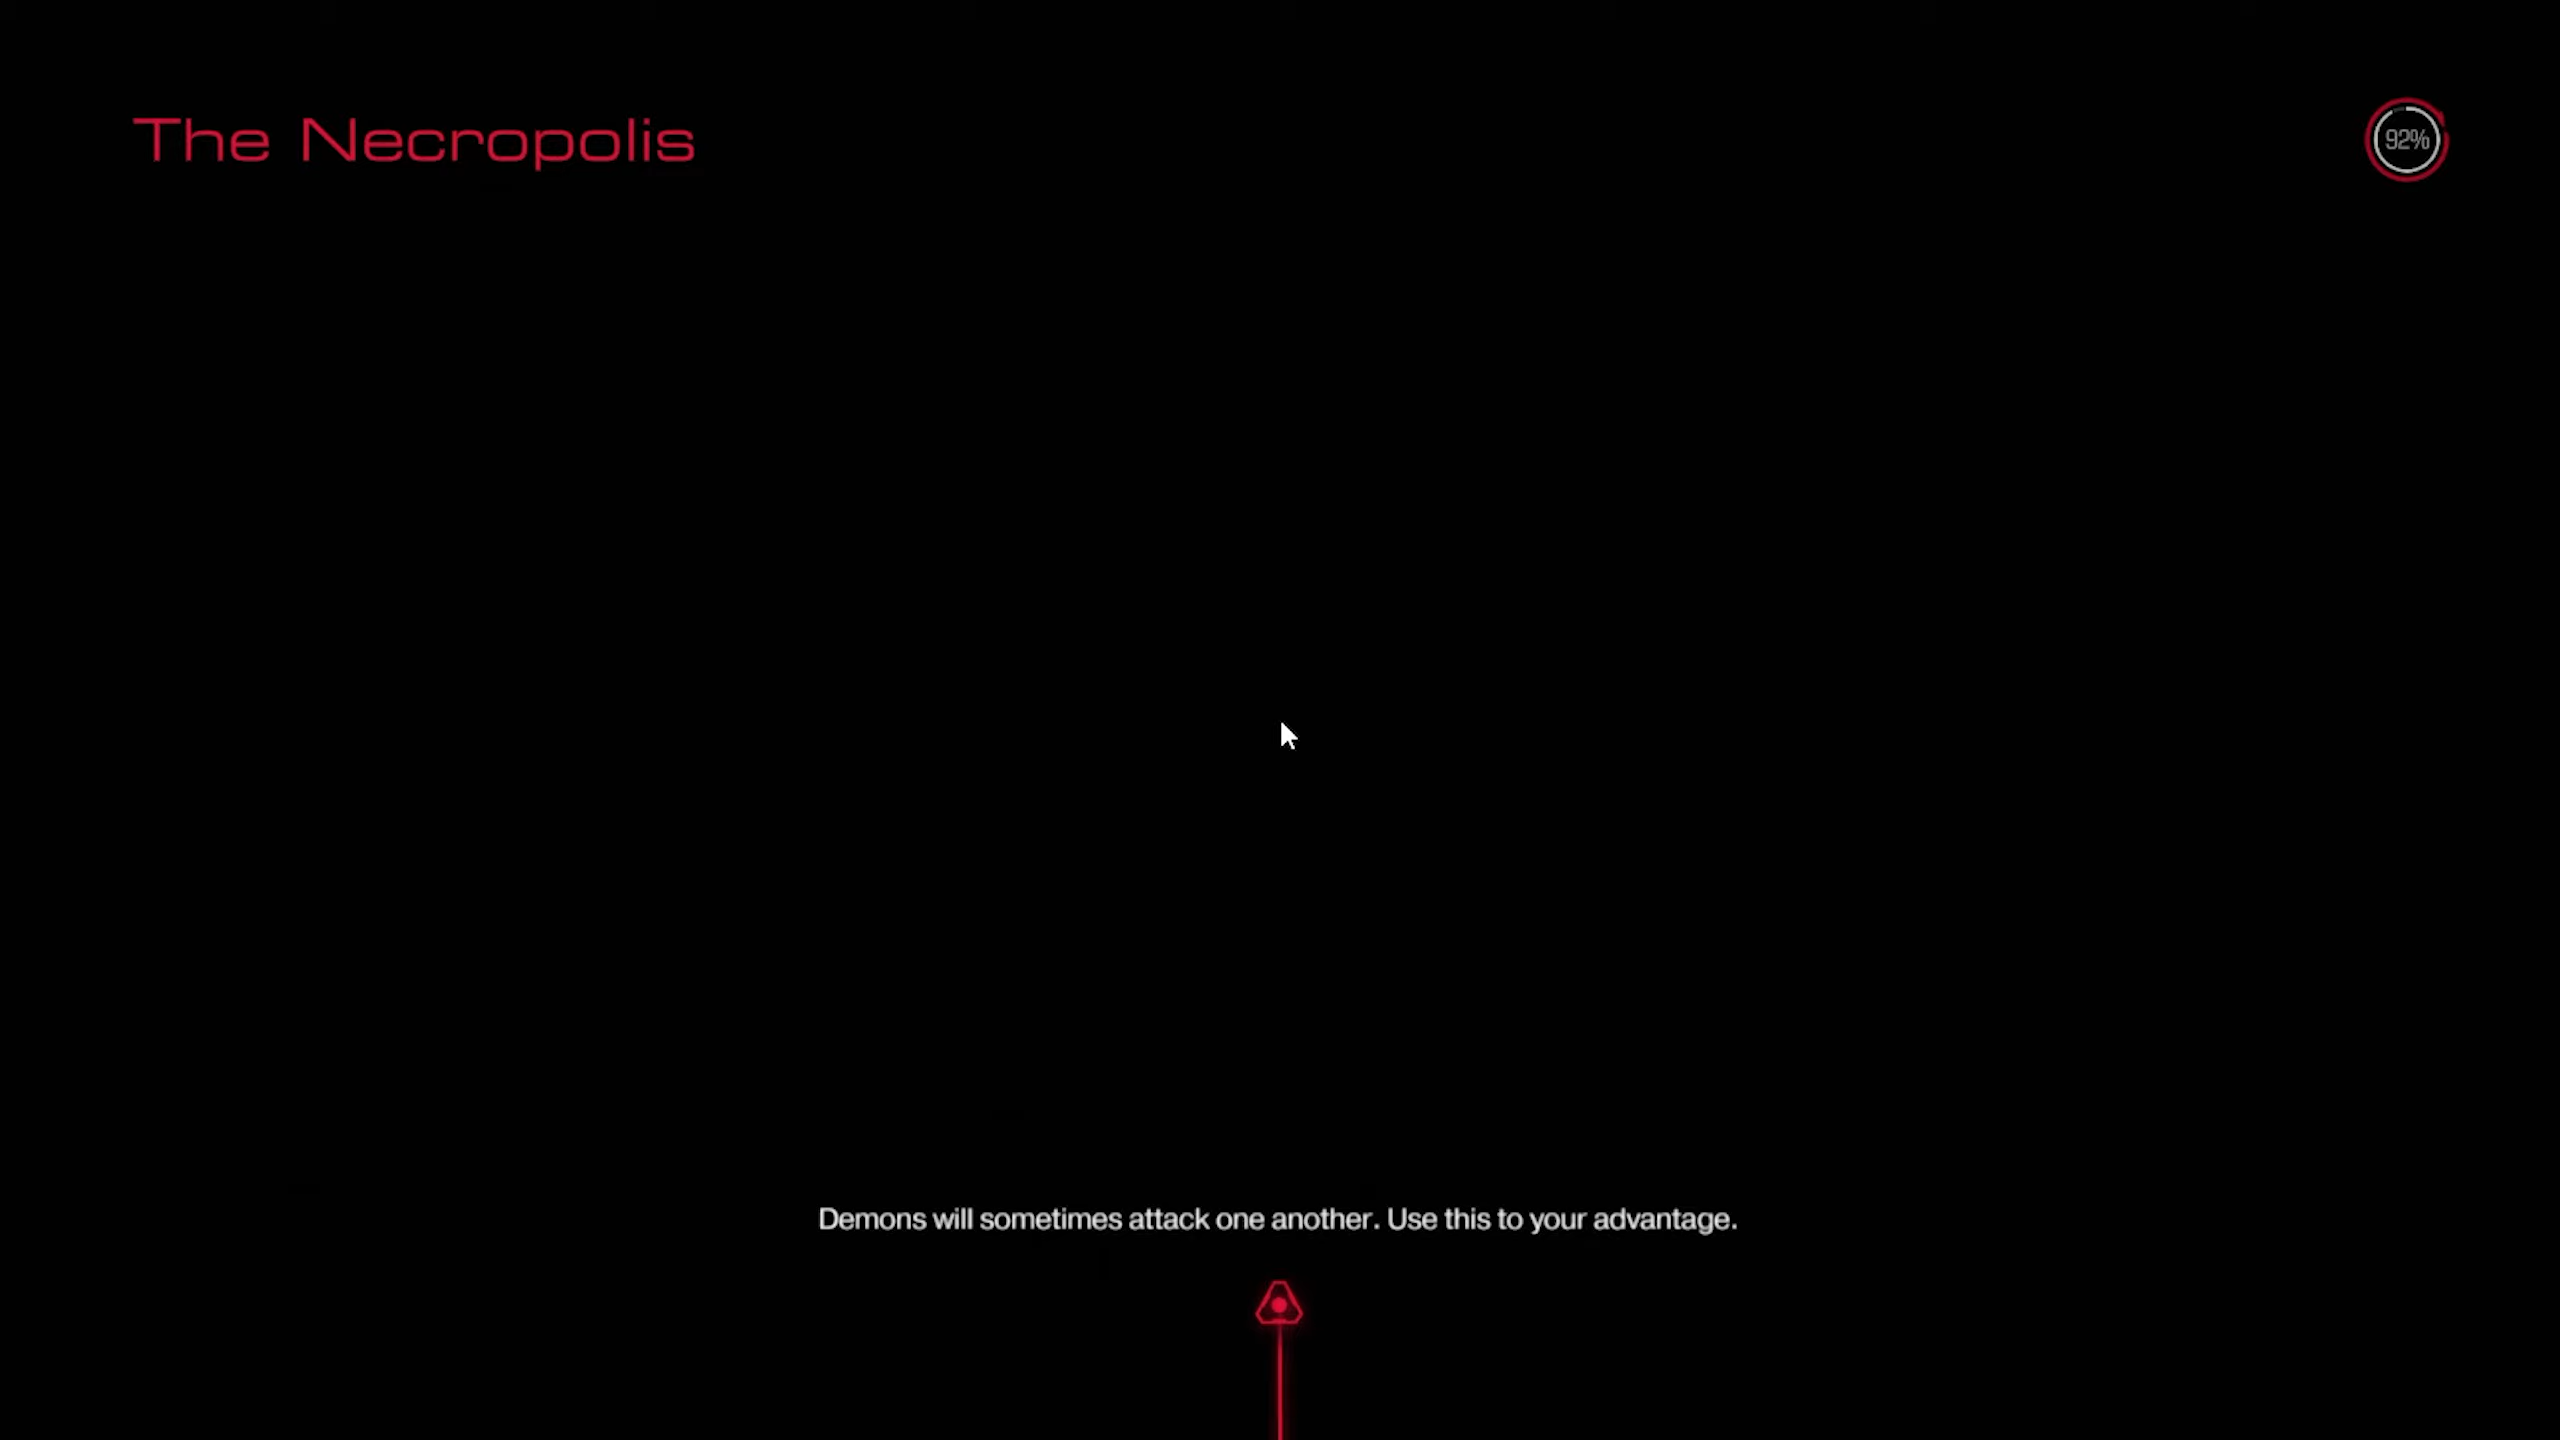 The Necropolis
92%
Demons will sometimes attack one another. Use this to your advantage.